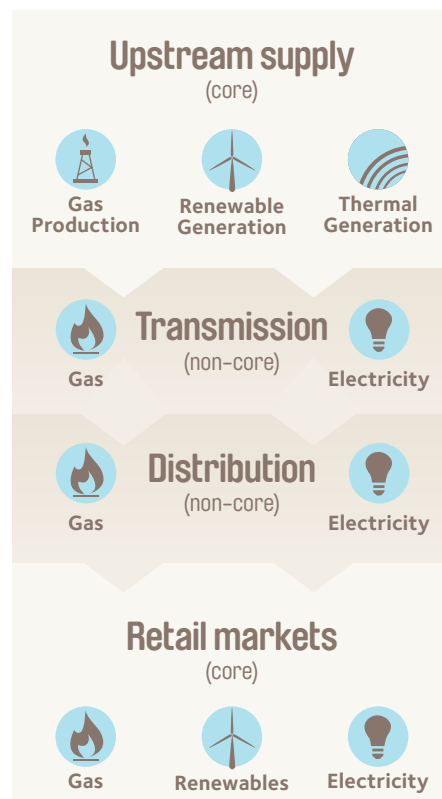 Upstream supply
(core)
Gas
Production
Renewable
Generation
Thermal
Generation
Transmission
(non-core)
Gas
Electricity
Distribution
(non-core)
Gas
Electricity
Retail markets
(core)
Gas
Renewables
Electricity